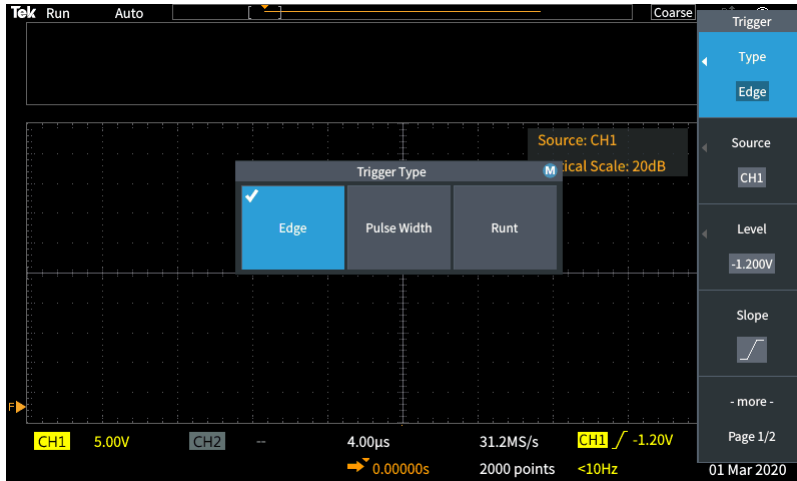 Tek Run Auto [ ] Coarse
Trigger
Type
Edge
Source
CH1
Level
-1.200V
Slope
- more -
Page 1/2
Source: CH1
ical Scale: 20dB
Trigger Type M
Edge Pulse Width Runt
F
CH1 5.00V CH2 -- 4.00µs 31.2MS/s CH1 -1.20V
0.00000s 2000 points <10Hz 01 Mar 2020